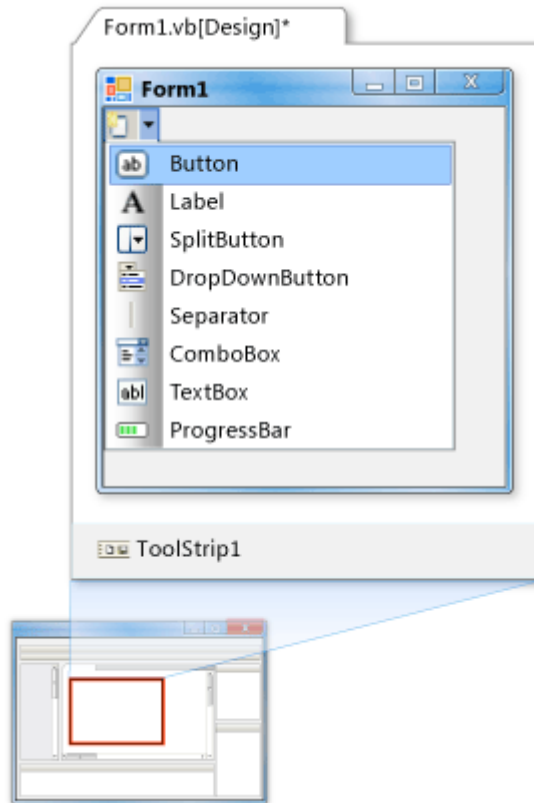 Form1.vb[Design]*
Form1
Button
Label
SplitButton
DropDownButton
Separator
ComboBox
TextBox
ProgressBar
ToolStrip1